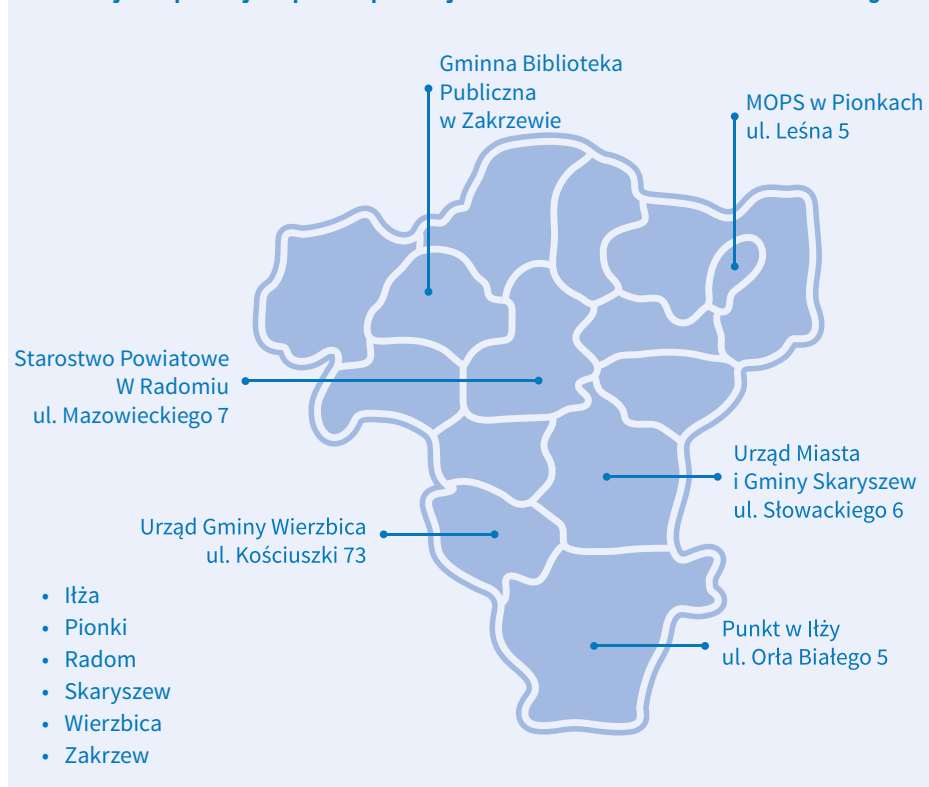 Gminna Biblioteka
Publiczna
w Zakrzewie
MOPS w Pionkach
ul. Leśna 5
Starostwo Powiatowe
W Radomiu
ul. Mazowieckiego 7
Urząd Miasta
i Gminy Skaryszew
ul. Słowackiego 6
Urząd Gminy Wierzbica
ul. Kościuszki 73
Punkt w Iłży
ul. Orła Białego 5
• Iłża
• Pionki
• Radom
• Skaryszew
• Wierzbica
• Zakrzew